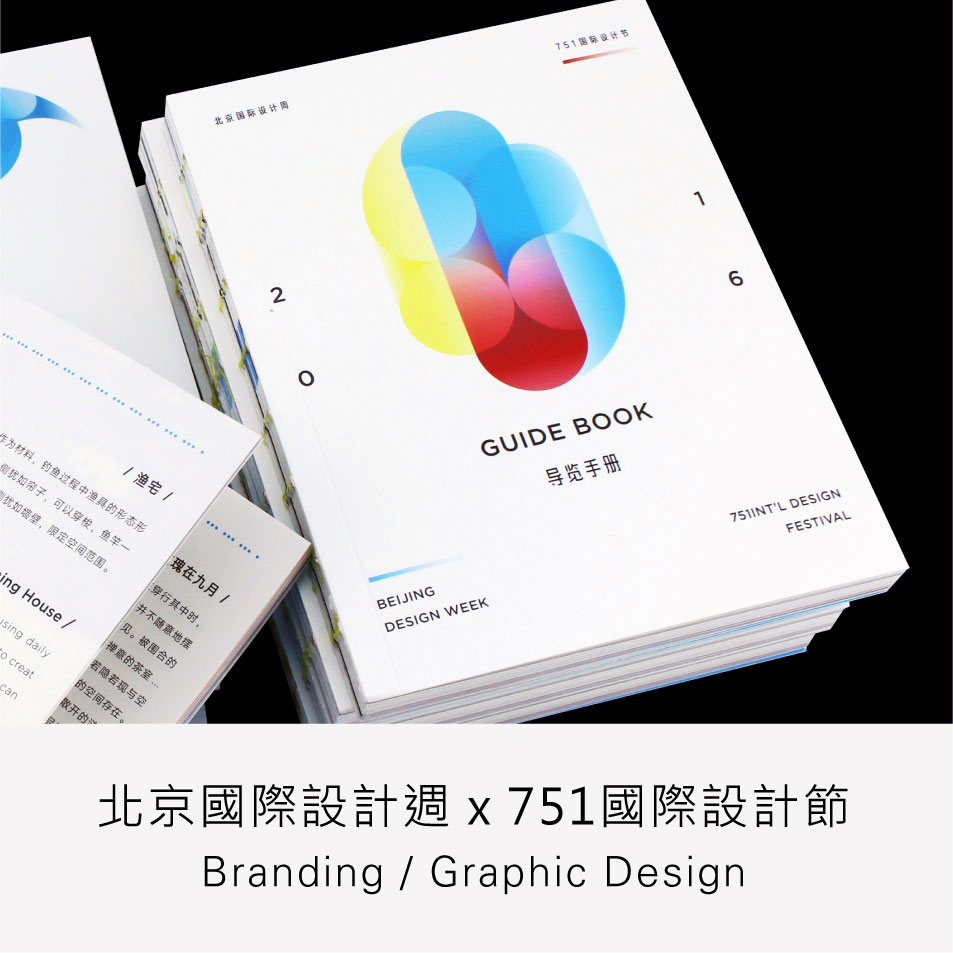 北京国际设计周
751国际设计节
2
0
1
6
GUIDE BOOK
导览手册
751INT'L DESIGN
FESTIVAL
BEIJING
DESIGN WEEK
/ 渔宅 /
作为材料，钓鱼过程中渔具的形态形
侧犹如帘子，可以穿梭，鱼竿一
侧犹如墙壁，限定空间范围。
ing House /
using daily
to creat
can
瑰在九月 /
穿行其中时，
并不随意地摆
见。被围合的
禅意的茶室...
若隐若现与空
的空间存在。
散开的
北京國際設計週 x 751國際設計節
Branding / Graphic Design